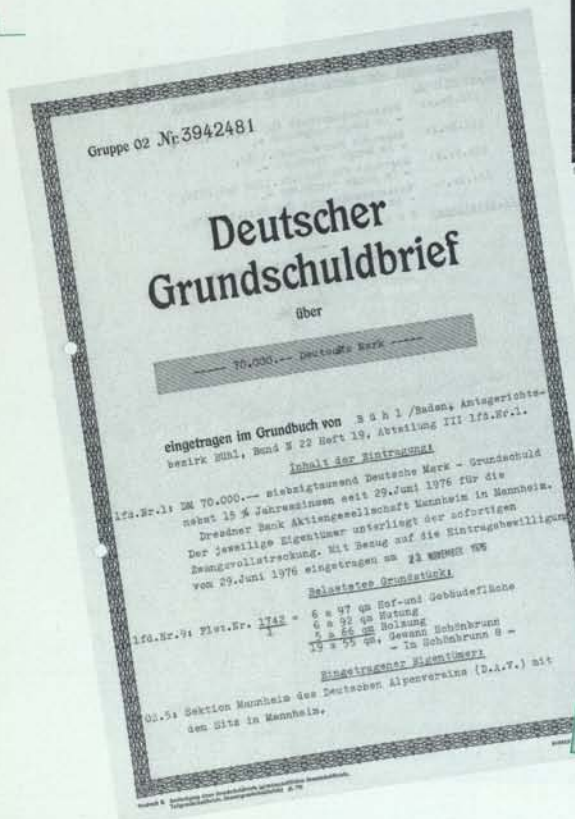 Gruppe 02 Nr. 3942481
Deutscher
Grundschuldbrief
über
----- 70.000.-- Deutsche Mark -----
eingetragen im Grundbuch von B ü h l /Baden, Amtsgerichts-
bezirk Bühl, Band N 22 Heft 19, Abteilung III lfd.Nr.1.
Inhalt der Eintragung:
lfd.Nr.1: DM 70.000.-- siebzigtausend Deutsche Mark - Grundschuld
nebst 15 % Jahreszinsen seit 29.Juni 1976 für die
Dresdner Bank Aktiengesellschaft Mannheim in Mannheim.
Der jeweilige Eigentümer unterliegt der sofortigen
Zwangsvollstreckung. Mit Bezug auf die Eintragsbewilligung
vom 29.Juni 1976 eingetragen am NOVEMBER 1976
Belastetes Grundstück:
lfd.Nr.9: Flst.Nr. 1742/1 = 6 a 97 qm Hof-und Gebäudefläche
6 a 92 qm Hutung
5 a 66 qm Holzung
19 a 55 qm, Gewann Schönbrunn
- In Schönbrunn 8 -
Eingetragener Eigentümer:
OZ.5: Sektion Mannheim des Deutschen Alpenvereins (D.A.V.) mit
den Sitz in Mannheim.